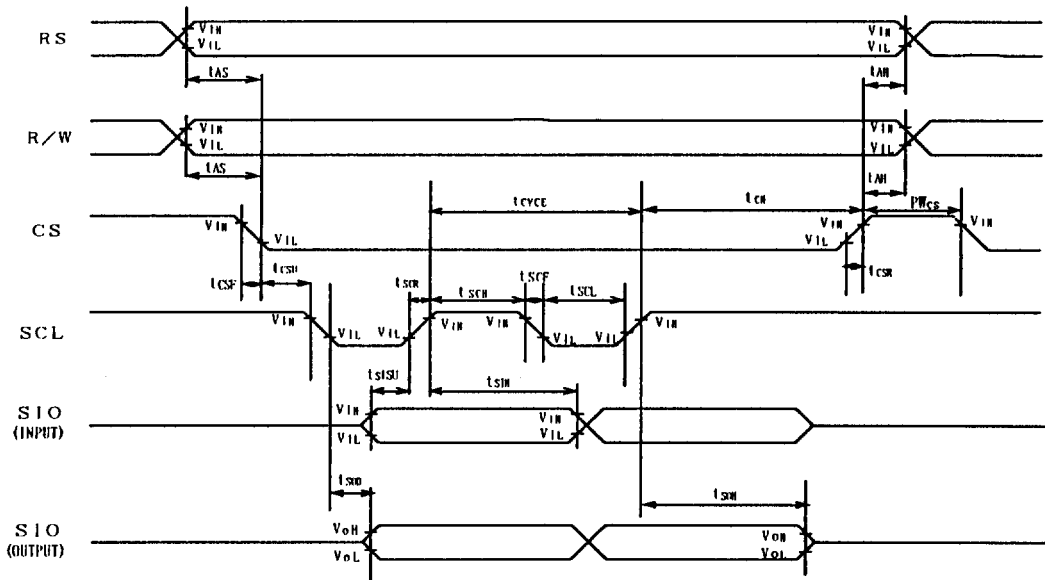 RS
VIH
VIL
tAS
VIH
VIL
tAH
R/W
VIH
VIL
tAS
VIH
VIL
tAH
CS
VIH
VIL
tCYCE
tCH
VIH
VIL
PWCS
VIH
tCSF
tCSU
tCSR
SCL
VIH
VIL
VIL
tSCR
VIH
tSCH
VIH
tSCF
VIL
tSCL
VIL
VIH
SIO
(INPUT)
tSISU
tSIH
VIH
VIL
VIH
VIL
SIO
(OUTPUT)
tSOD
tSOH
VOH
VOL
VOH
VOL